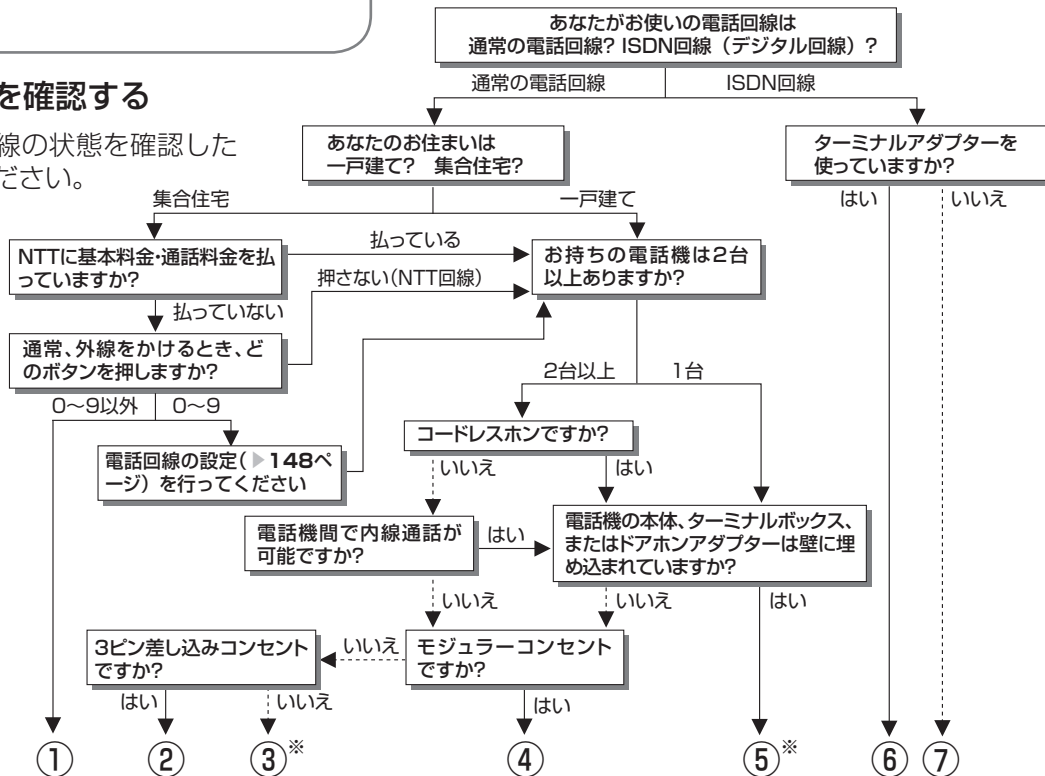 あなたがお使いの電話回線は
通常の電話回線? ISDN回線（デジタル回線）?
通常の電話回線
ISDN回線
を確認する
線の状態を確認した
ださい。
あなたのお住まいは
一戸建て? 集合住宅?
ターミナルアダプターを
使っていますか?
集合住宅
一戸建て
はい
いいえ
NTTに基本料金・通話料金を払
っていますか?
払っている
お持ちの電話機は2台
以上ありますか?
押さない（NTT回線）
払っていない
通常、外線をかけるとき、ど
のボタンを押しますか?
2台以上
1台
0〜9以外
0〜9
コードレスホンですか?
電話回線の設定（▶148ペ
ージ）を行ってください
いいえ
はい
電話機間で内線通話が
可能ですか?
はい
電話機の本体、ターミナルボックス、
またはドアホンアダプターは壁に埋
め込まれていますか?
いいえ
いいえ
はい
3ピン差し込みコンセント
ですか?
いいえ
モジュラーコンセント
ですか?
はい
いいえ
はい
①
②
③※
④
⑤※
⑥
⑦